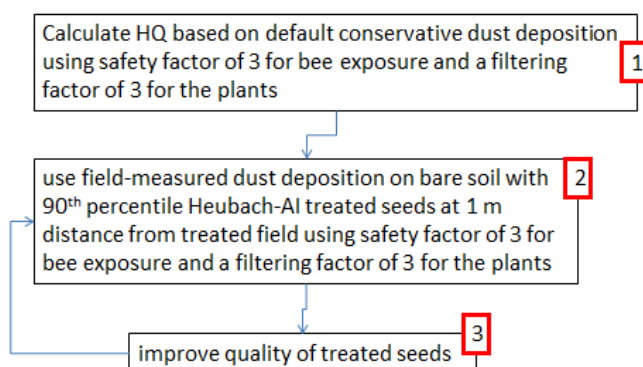 Calculate HQ based on default conservative dust deposition
using safety factor of 3 for bee exposure and a filtering
factor of 3 for the plants
1
use field-measured dust deposition on bare soil with
90th percentile Heubach-AI treated seeds at 1 m
distance from treated field using safety factor of 3 for
bee exposure and a filtering factor of 3 for the plants
2
improve quality of treated seeds
3